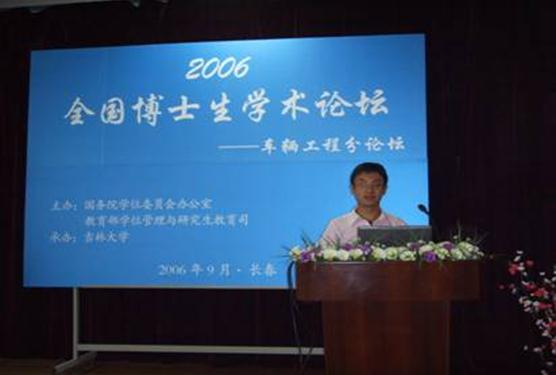 2006
全国博士生学术论坛
——车辆工程分论坛
主办：国务院学位委员会办公室
教育部学位管理与研究生教育司
承办：吉林大学
2006年9月·长春